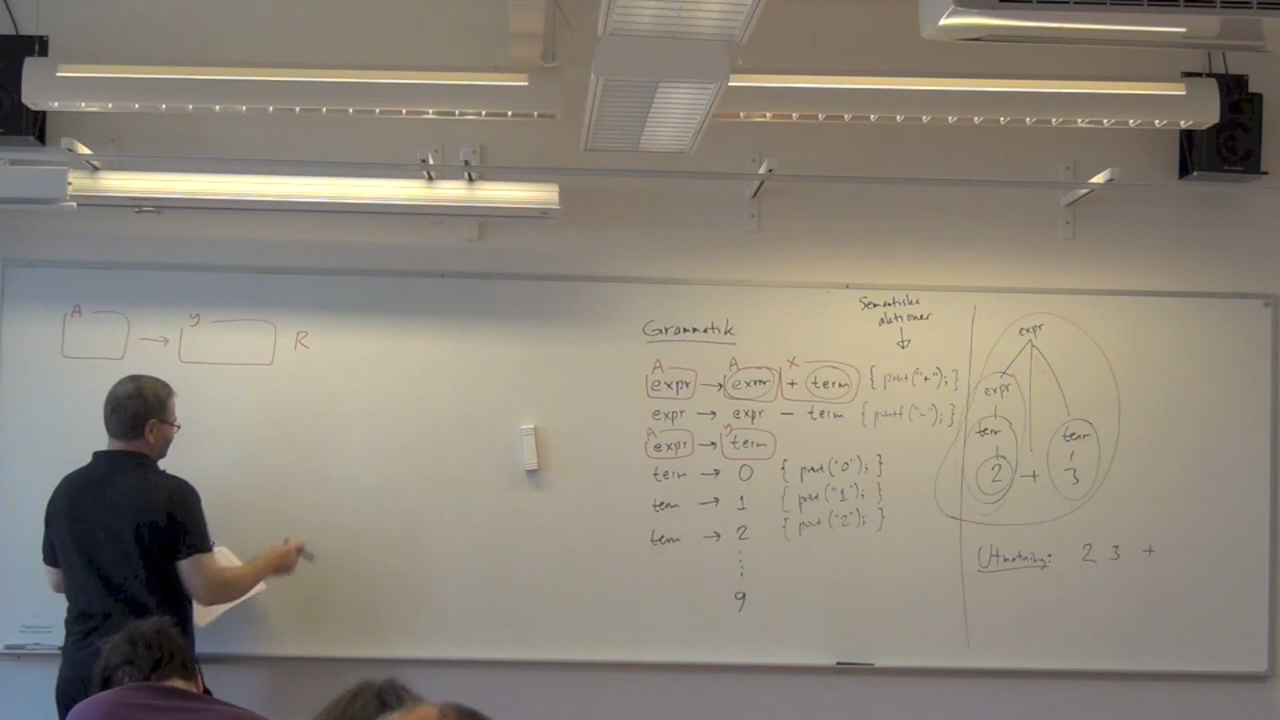 A y
→ R
Grammatik
Semantiska
aktioner
↓
A A x
expr → expr + term { print("+"); }
expr → expr - term { print("-"); }
A y
expr → term
term → 0 { print("0"); }
term → 1 { print("1"); }
term → 2 { print("2"); }
⋮
9
expr
expr
term term
2 + 3
Utmatning: 2 3 +